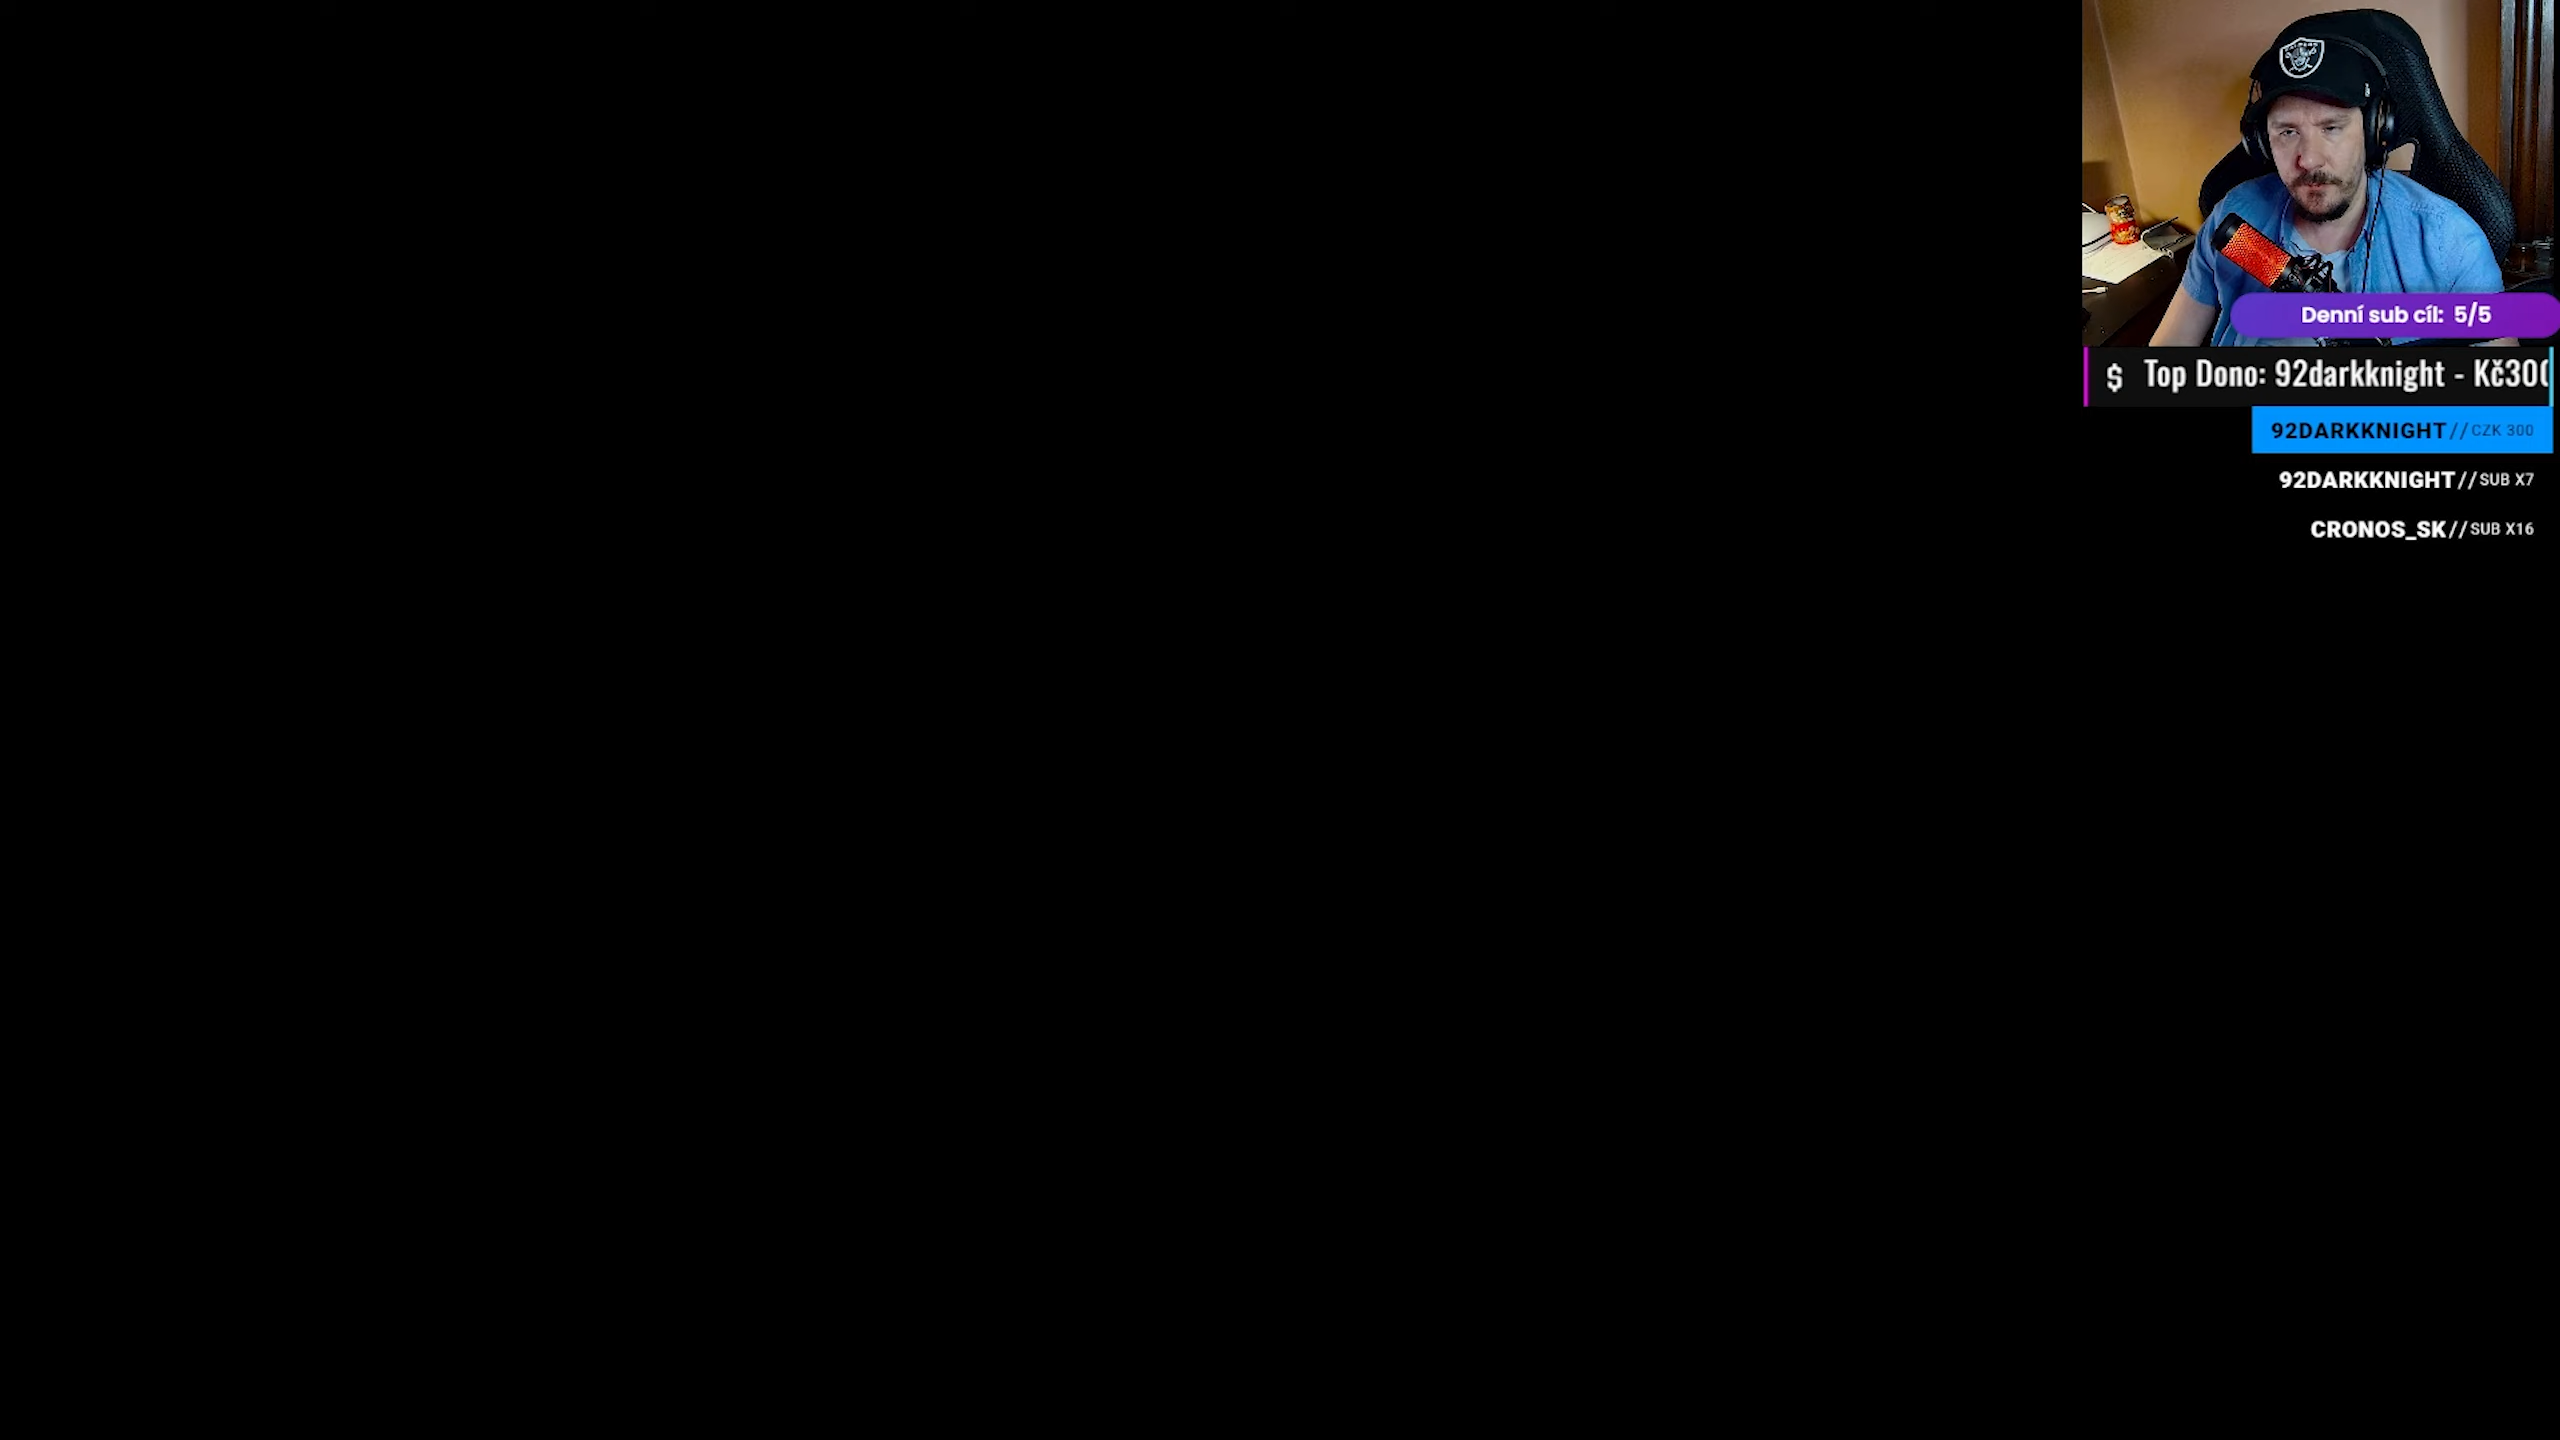 Denní sub cíl: 5/5
$ Top Dono: 92darkknight - Kč300
92DARKKNIGHT//CZK 300
92DARKKNIGHT//SUB X7
CRONOS_SK//SUB X16